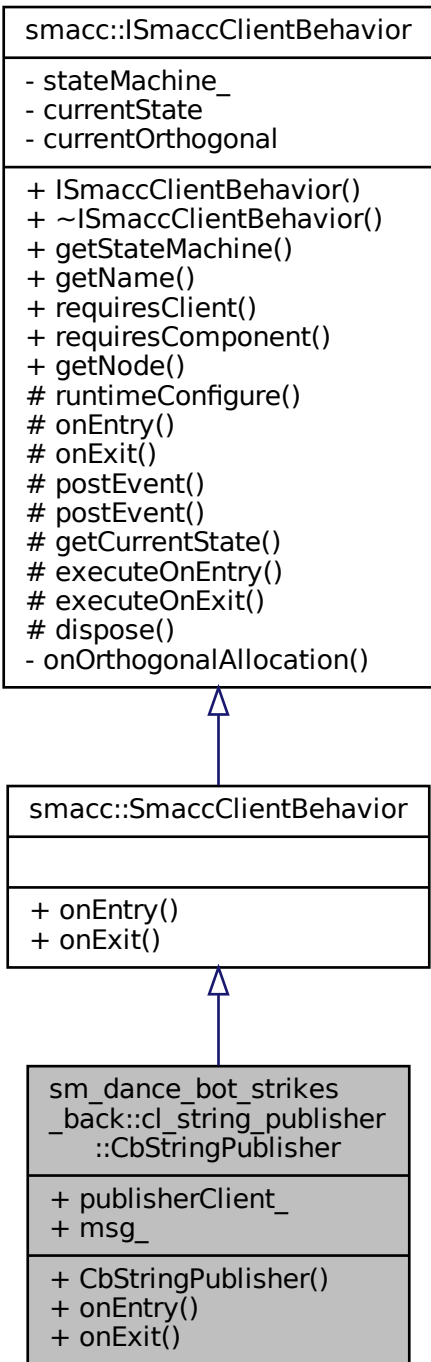 smacc::ISmaccClientBehavior
- stateMachine_
- currentState
- currentOrthogonal
+ ISmaccClientBehavior()
+ ~ISmaccClientBehavior()
+ getStateMachine()
+ getName()
+ requiresClient()
+ requiresComponent()
+ getNode()
# runtimeConfigure()
# onEntry()
# onExit()
# postEvent()
# postEvent()
# getCurrentState()
# executeOnEntry()
# executeOnExit()
# dispose()
- onOrthogonalAllocation()
smacc::SmaccClientBehavior
+ onEntry()
+ onExit()
sm_dance_bot_strikes
_back::cl_string_publisher
::CbStringPublisher
+ publisherClient_
+ msg_
+ CbStringPublisher()
+ onEntry()
+ onExit()